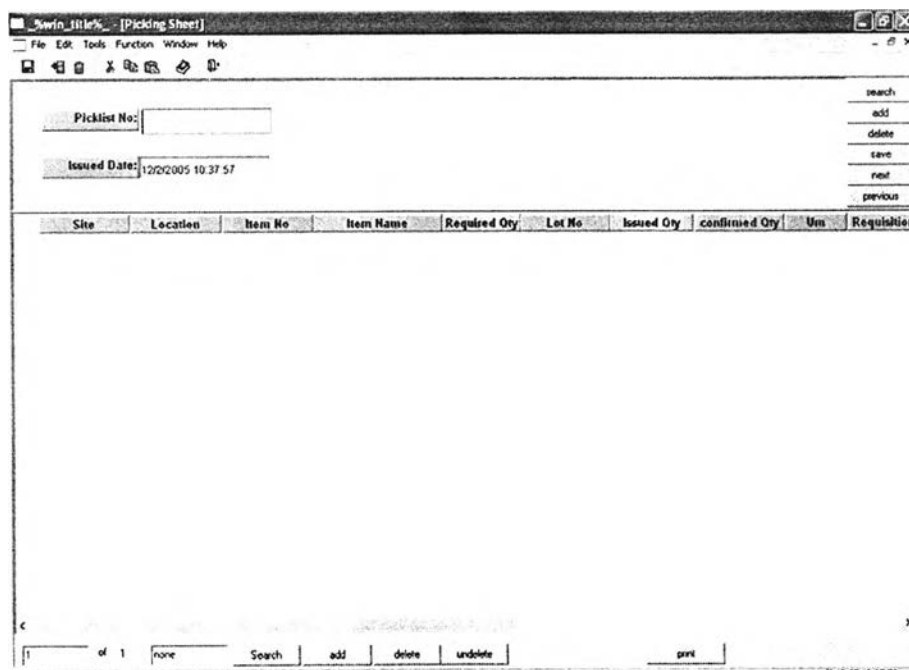 _%win_title%_ - [Picking Sheet]
File Edit Tools Function Window Help
search
Picklist No:
add
delete
Issued Date: 12/2/2005 10:37:57
save
next
previous
Site Location Item No Item Name Required Qty Lot No Issued Qty confirmed Qty Um Requisition
1 of 1 none Search add delete undelete print